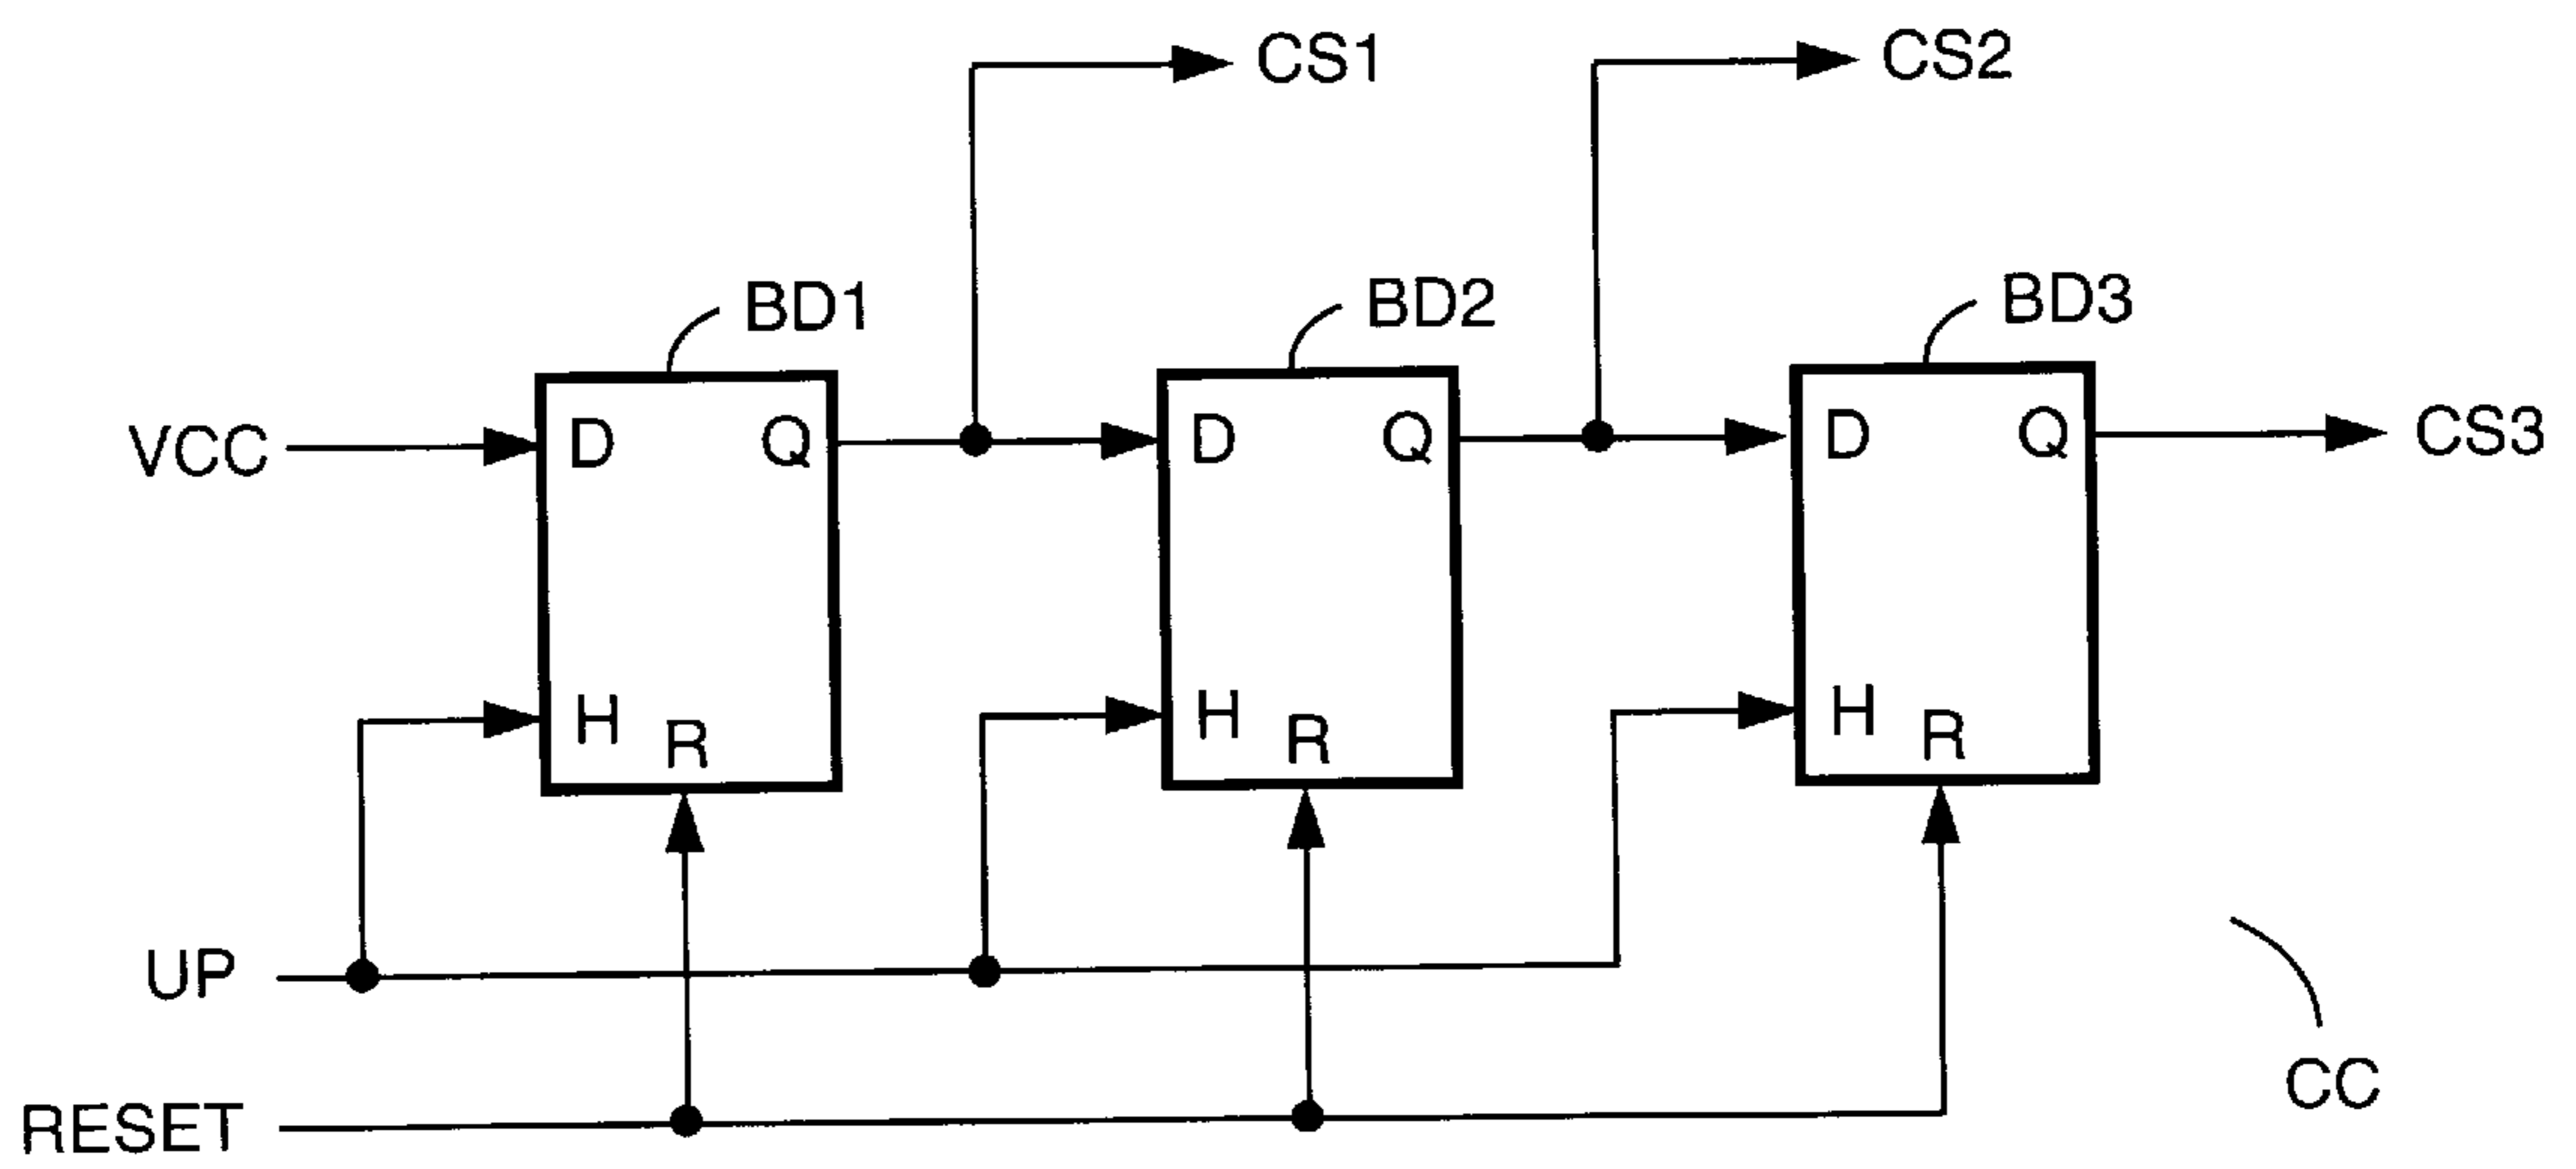 CS1
CS2
BD1
BD2
BD3
VCC
D
Q
D
Q
D
Q
CS3
H
R
H
R
H
R
UP
CC
RESET